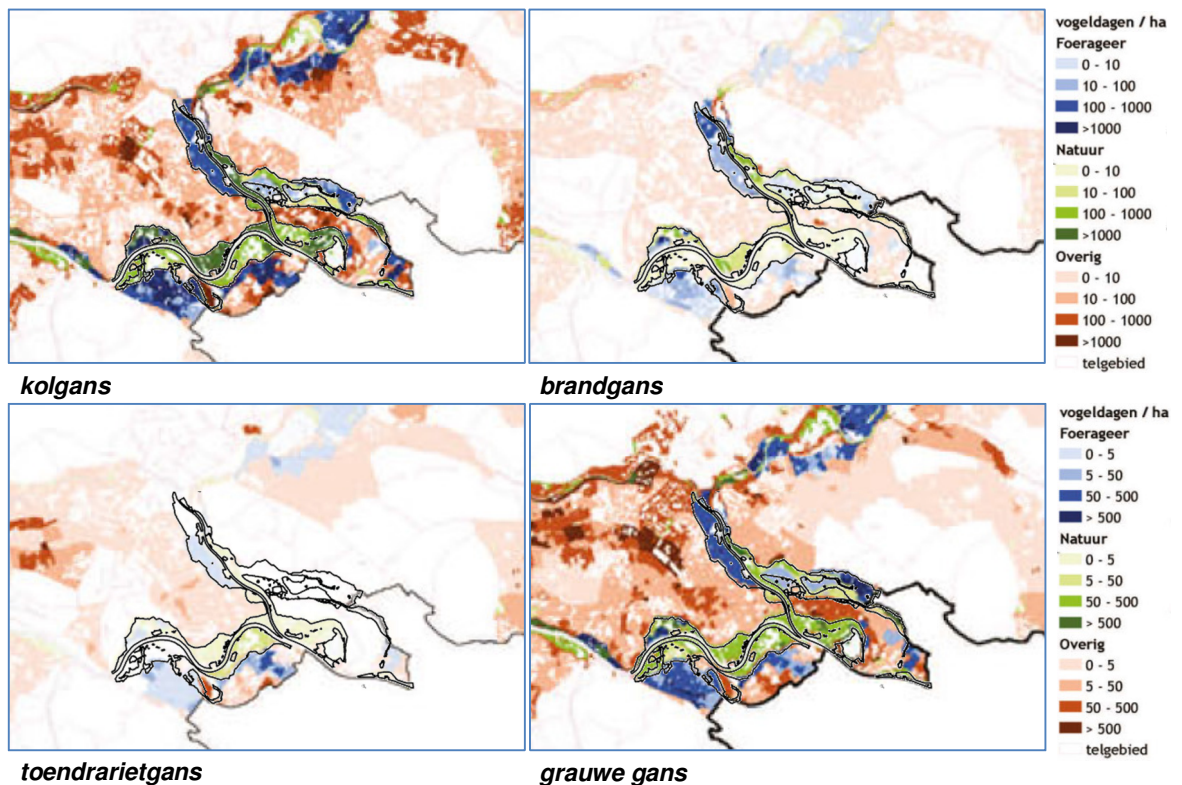 vogeldagen / ha
Foerageer
0 - 10
10 - 100
100 - 1000
>1000
Natuur
0 - 10
10 - 100
100 - 1000
>1000
Overig
0 - 10
10 - 100
100 - 1000
>1000
telgebied
kolgans
brandgans
vogeldagen / ha
Foerageer
0 - 5
5 - 50
50 - 500
> 500
Natuur
0 - 5
5 - 50
50 - 500
> 500
Overig
0 - 5
5 - 50
50 - 500
> 500
telgebied
toendrarietgans
grauwe gans